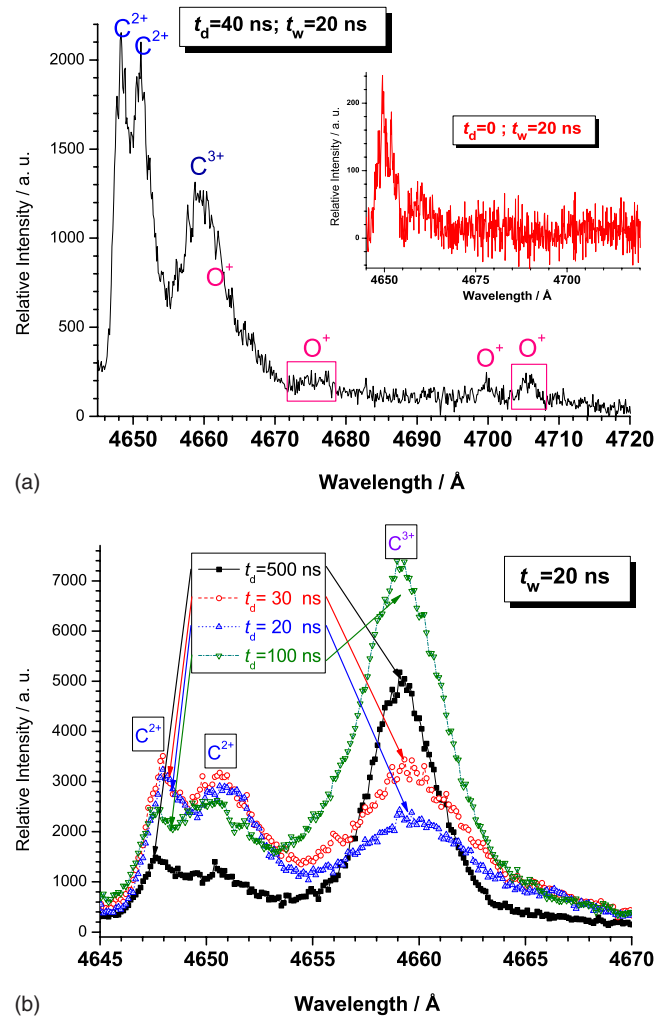 t_d=40 ns; t_w=20 ns
C²⁺
C²⁺
C³⁺
O⁺
O⁺
O⁺
O⁺
Relative Intensity / a. u.
2000
1500
1000
500
0
4650 4660 4670 4680 4690 4700 4710 4720
Wavelength / Å
t_d=0 ; t_w=20 ns
Relative Intensity / a. u.
200
100
0
4650 4675 4700
Wavelength / Å
(a)
C³⁺
t_w=20 ns
t_d=500 ns
t_d= 30 ns
t_d= 20 ns
t_d=100 ns
C²⁺
C²⁺
Relative Intensity / a. u.
7000
6000
5000
4000
3000
2000
1000
0
4645 4650 4655 4660 4665 4670
Wavelength / Å
(b)